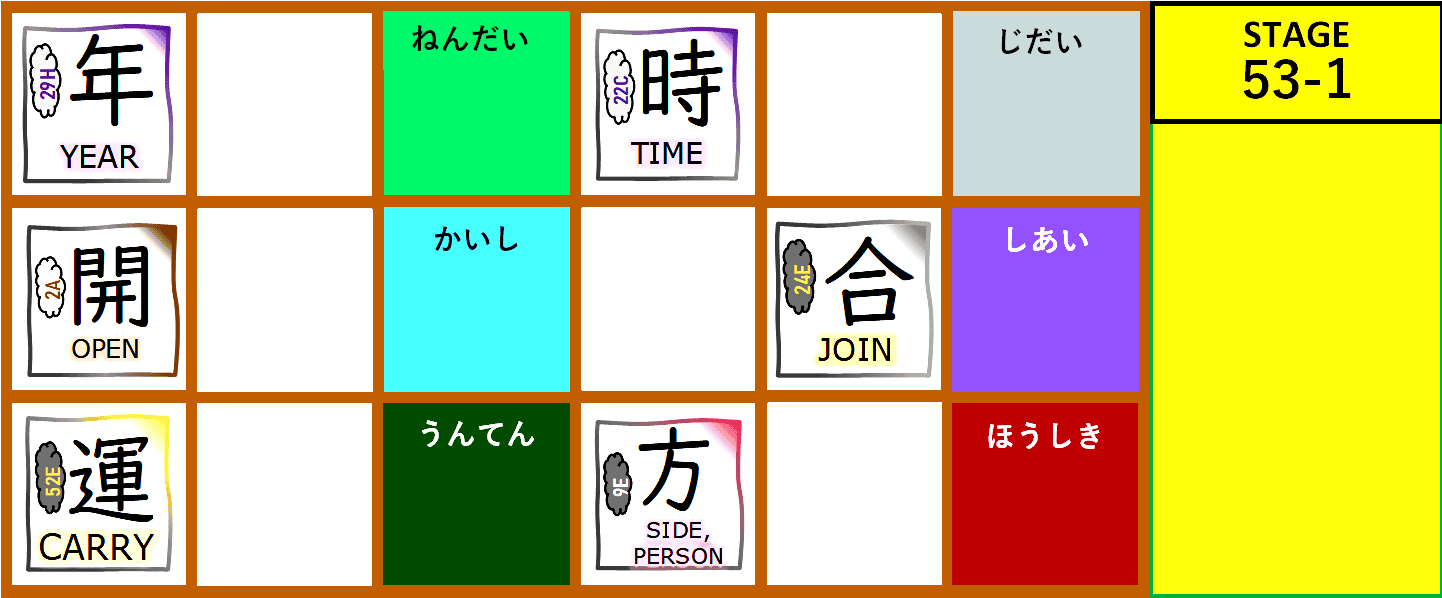 年
29H
YEAR
ねんだい
時
22C
TIME
じだい
STAGE
53-1
開
2A
OPEN
かいし
合
24E
JOIN
しあい
運
52E
CARRY
うんてん
方
9E
SIDE,
PERSON
ほうしき